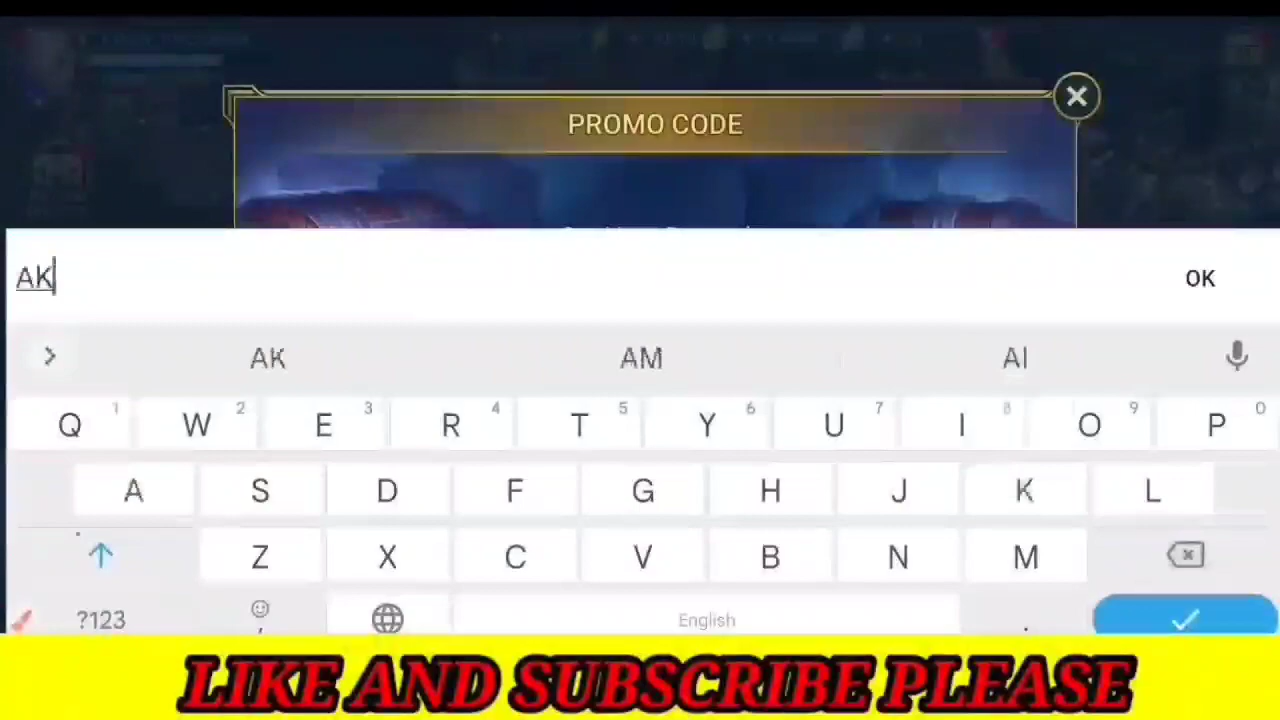 PROMO CODE
AK
OK
AK AM AI
Q 1 W 2 E 3 R 4 T 5 Y 6 U 7 I 8 O 9 P 0
A S D F G H J K L
Z X C V B N M
?123 , English .
LIKE AND SUBSCRIBE PLEASE